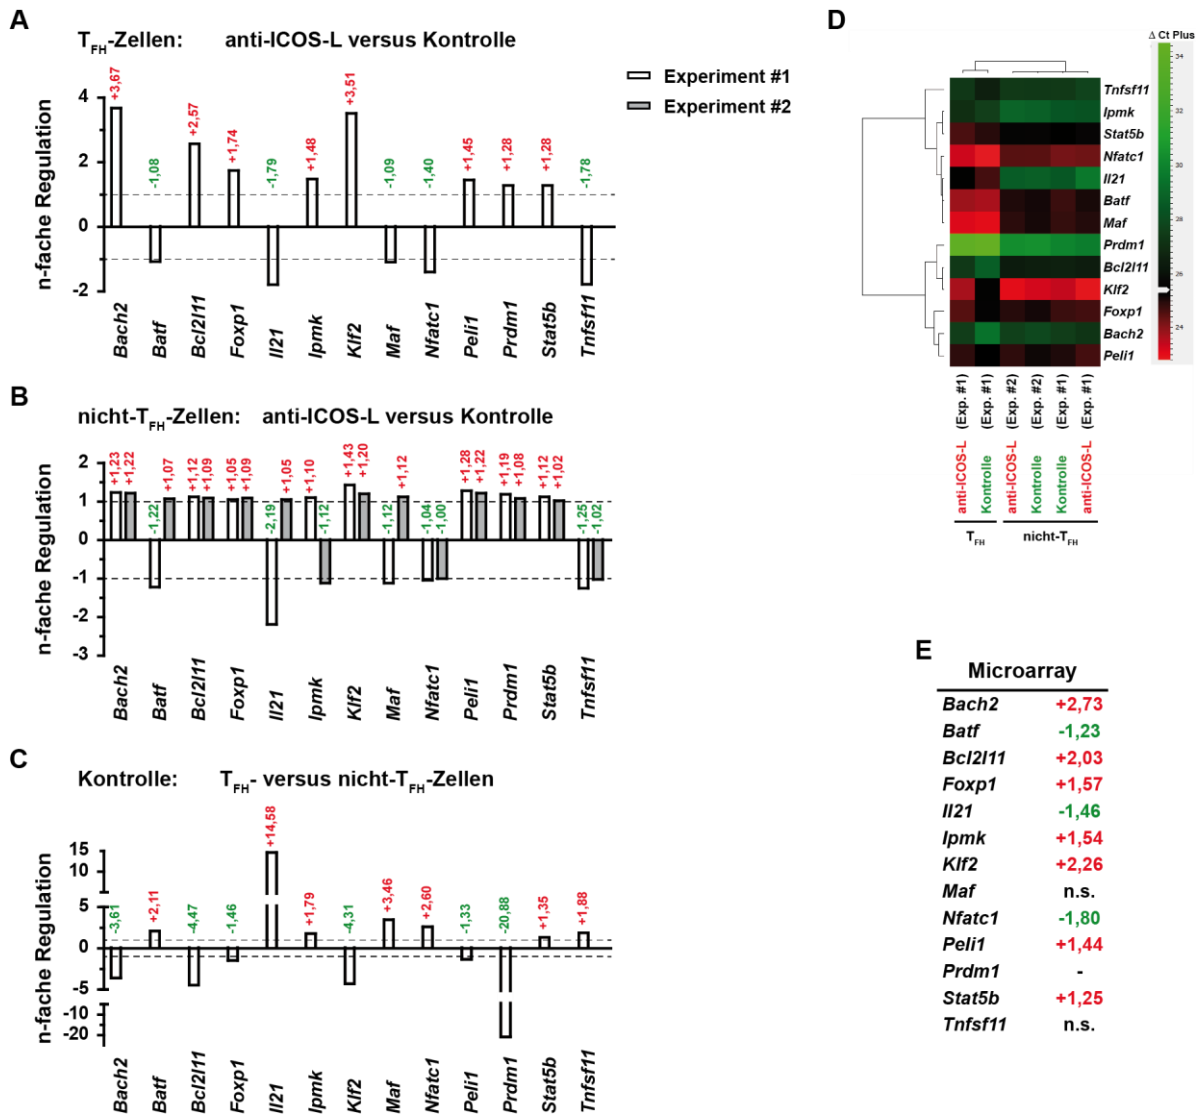 A
T_FH-Zellen: anti-ICOS-L versus Kontrolle
Experiment #1
Experiment #2
n-fache Regulation
4
2
0
-2
+3,67
-1,08
+2,57
+1,74
-1,79
+1,48
+3,51
-1,09
-1,40
+1,45
+1,28
+1,28
-1,78
Bach2
Batf
Bcl2l11
Foxp1
Il21
Ipmk
Klf2
Maf
Nfatc1
Peli1
Prdm1
Stat5b
Tnfsf11
B
nicht-T_FH-Zellen: anti-ICOS-L versus Kontrolle
n-fache Regulation
2
1
0
-1
-2
-3
+1,23
+1,22
-1,22
+1,07
+1,12
+1,09
+1,05
+1,09
-2,19
+1,05
+1,10
-1,12
+1,43
+1,20
-1,12
+1,12
-1,04
-1,00
+1,28
+1,22
+1,19
+1,08
+1,12
+1,02
-1,25
-1,02
Bach2
Batf
Bcl2l11
Foxp1
Il21
Ipmk
Klf2
Maf
Nfatc1
Peli1
Prdm1
Stat5b
Tnfsf11
C
Kontrolle: T_FH- versus nicht-T_FH-Zellen
n-fache Regulation
15
10
5
0
-5
-10
-20
-3,61
+2,11
-4,47
-1,46
+14,58
+1,79
-4,31
+3,46
+2,60
-1,33
-20,88
+1,35
+1,88
Bach2
Batf
Bcl2l11
Foxp1
Il21
Ipmk
Klf2
Maf
Nfatc1
Peli1
Prdm1
Stat5b
Tnfsf11
D
Δ Ct Plus
34
32
30
28
26
24
Tnfsf11
Ipmk
Stat5b
Nfatc1
Il21
Batf
Maf
Prdm1
Bcl2l11
Klf2
Foxp1
Bach2
Peli1
anti-ICOS-L (Exp. #1)
Kontrolle (Exp. #1)
anti-ICOS-L (Exp. #2)
Kontrolle (Exp. #2)
Kontrolle (Exp. #1)
anti-ICOS-L (Exp. #1)
T_FH
nicht-T_FH
E
Microarray
Bach2 +2,73
Batf -1,23
Bcl2l11 +2,03
Foxp1 +1,57
Il21 -1,46
Ipmk +1,54
Klf2 +2,26
Maf n.s.
Nfatc1 -1,80
Peli1 +1,44
Prdm1 -
Stat5b +1,25
Tnfsf11 n.s.